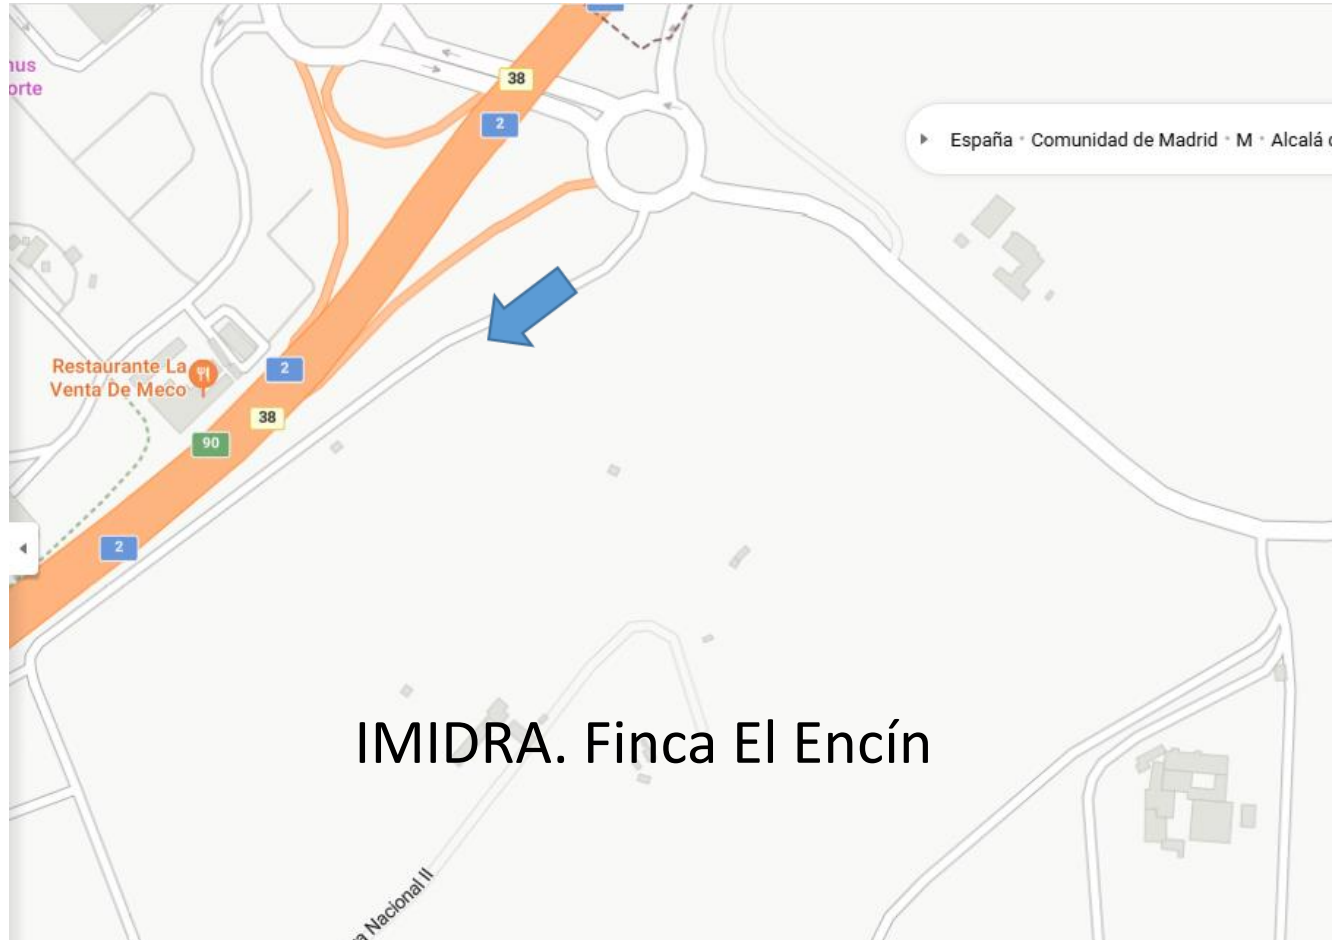 2
38
2
orte
España · Comunidad de Madrid · M · Alcalá
Restaurante La
Venta De Meco
2
38
90
2
IMIDRA. Finca El Encín
Nacional II